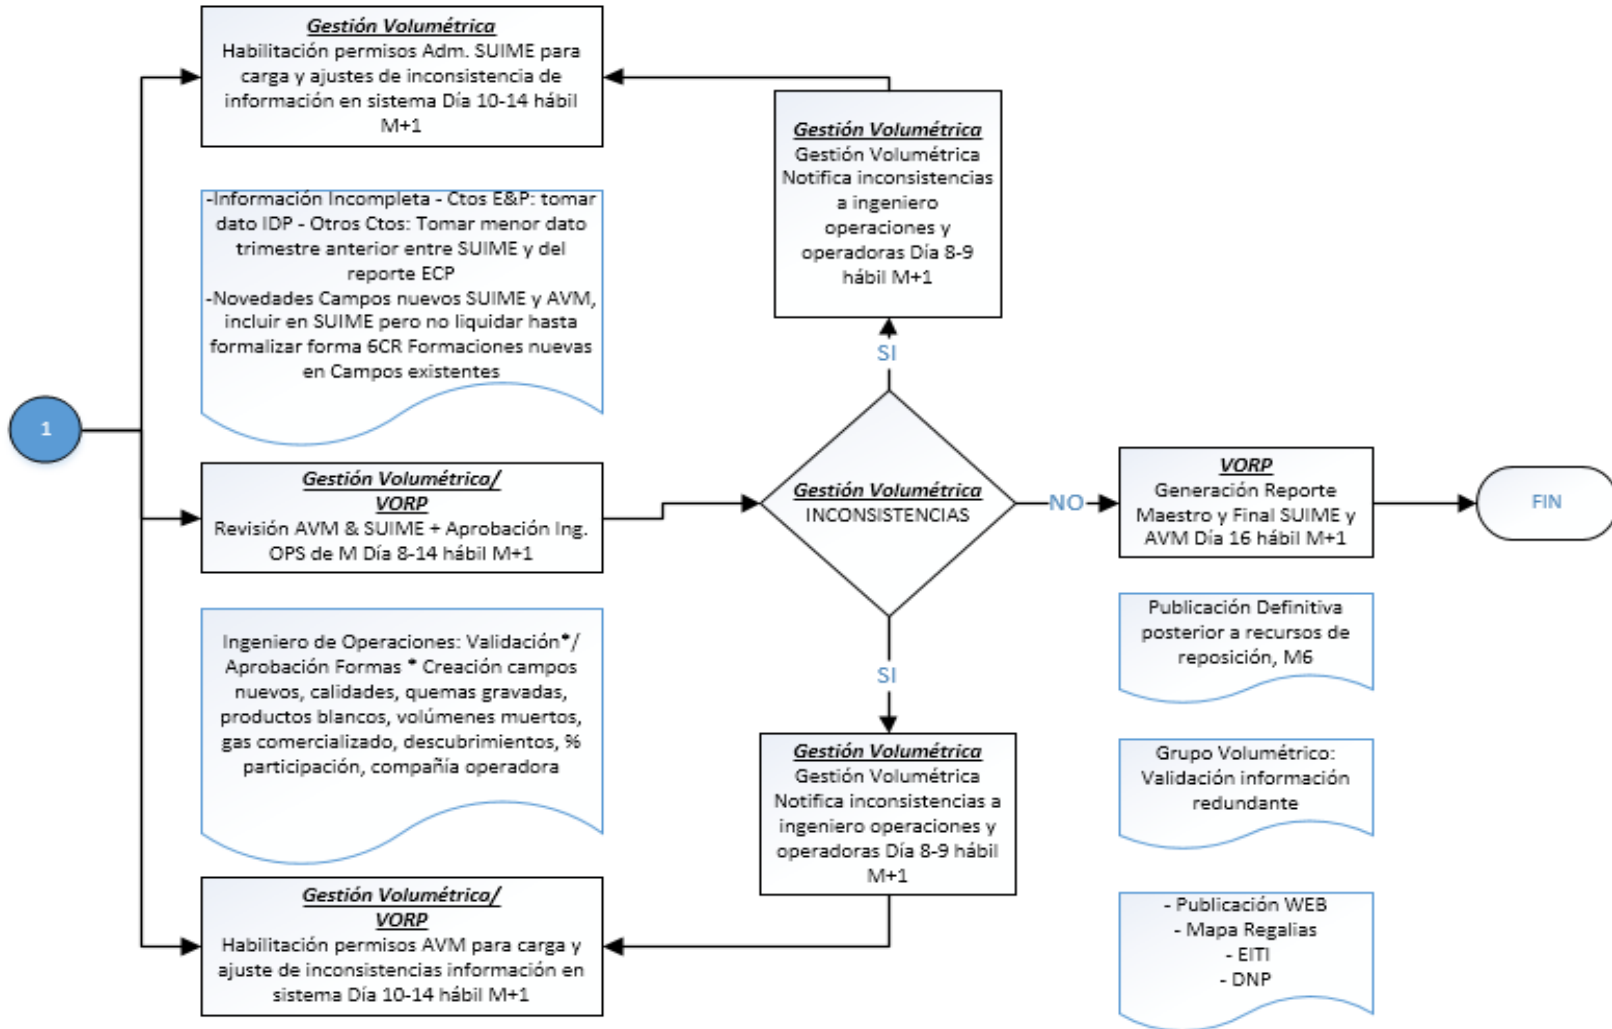 Gestión Volumétrica
Habilitación permisos Adm. SUIME para
carga y ajustes de inconsistencia de
información en sistema Día 10-14 hábil
M+1
-Información Incompleta - Ctos E&P: tomar
dato IDP - Otros Ctos: Tomar menor dato
trimestre anterior entre SUIME y del
reporte ECP
-Novedades Campos nuevos SUIME y AVM,
incluir en SUIME pero no liquidar hasta
formalizar forma 6CR Formaciones nuevas
en Campos existentes
1
Gestión Volumétrica/
VORP
Revisión AVM & SUIME + Aprobación Ing.
OPS de M Día 8-14 hábil M+1
Ingeniero de Operaciones: Validación*/
Aprobación Formas * Creación campos
nuevos, calidades, quemas gravadas,
productos blancos, volúmenes muertos,
gas comercializado, descubrimientos, %
participación, compañía operadora
Gestión Volumétrica/
VORP
Habilitación permisos AVM para carga y
ajuste de inconsistencias información en
sistema Día 10-14 hábil M+1
Gestión Volumétrica
Gestión Volumétrica
Notifica inconsistencias
a ingeniero
operaciones y
operadoras Día 8-9
hábil M+1
SI
Gestión Volumétrica
INCONSISTENCIAS
SI
Gestión Volumétrica
Gestión Volumétrica
Notifica inconsistencias a
ingeniero operaciones y
operadoras Día 8-9 hábil
M+1
NO
VORP
Generación Reporte
Maestro y Final SUIME y
AVM Día 16 hábil M+1
FIN
Publicación Definitiva
posterior a recursos de
reposición, M6
Grupo Volumétrico:
Validación información
redundante
- Publicación WEB
- Mapa Regalias
- EITI
- DNP